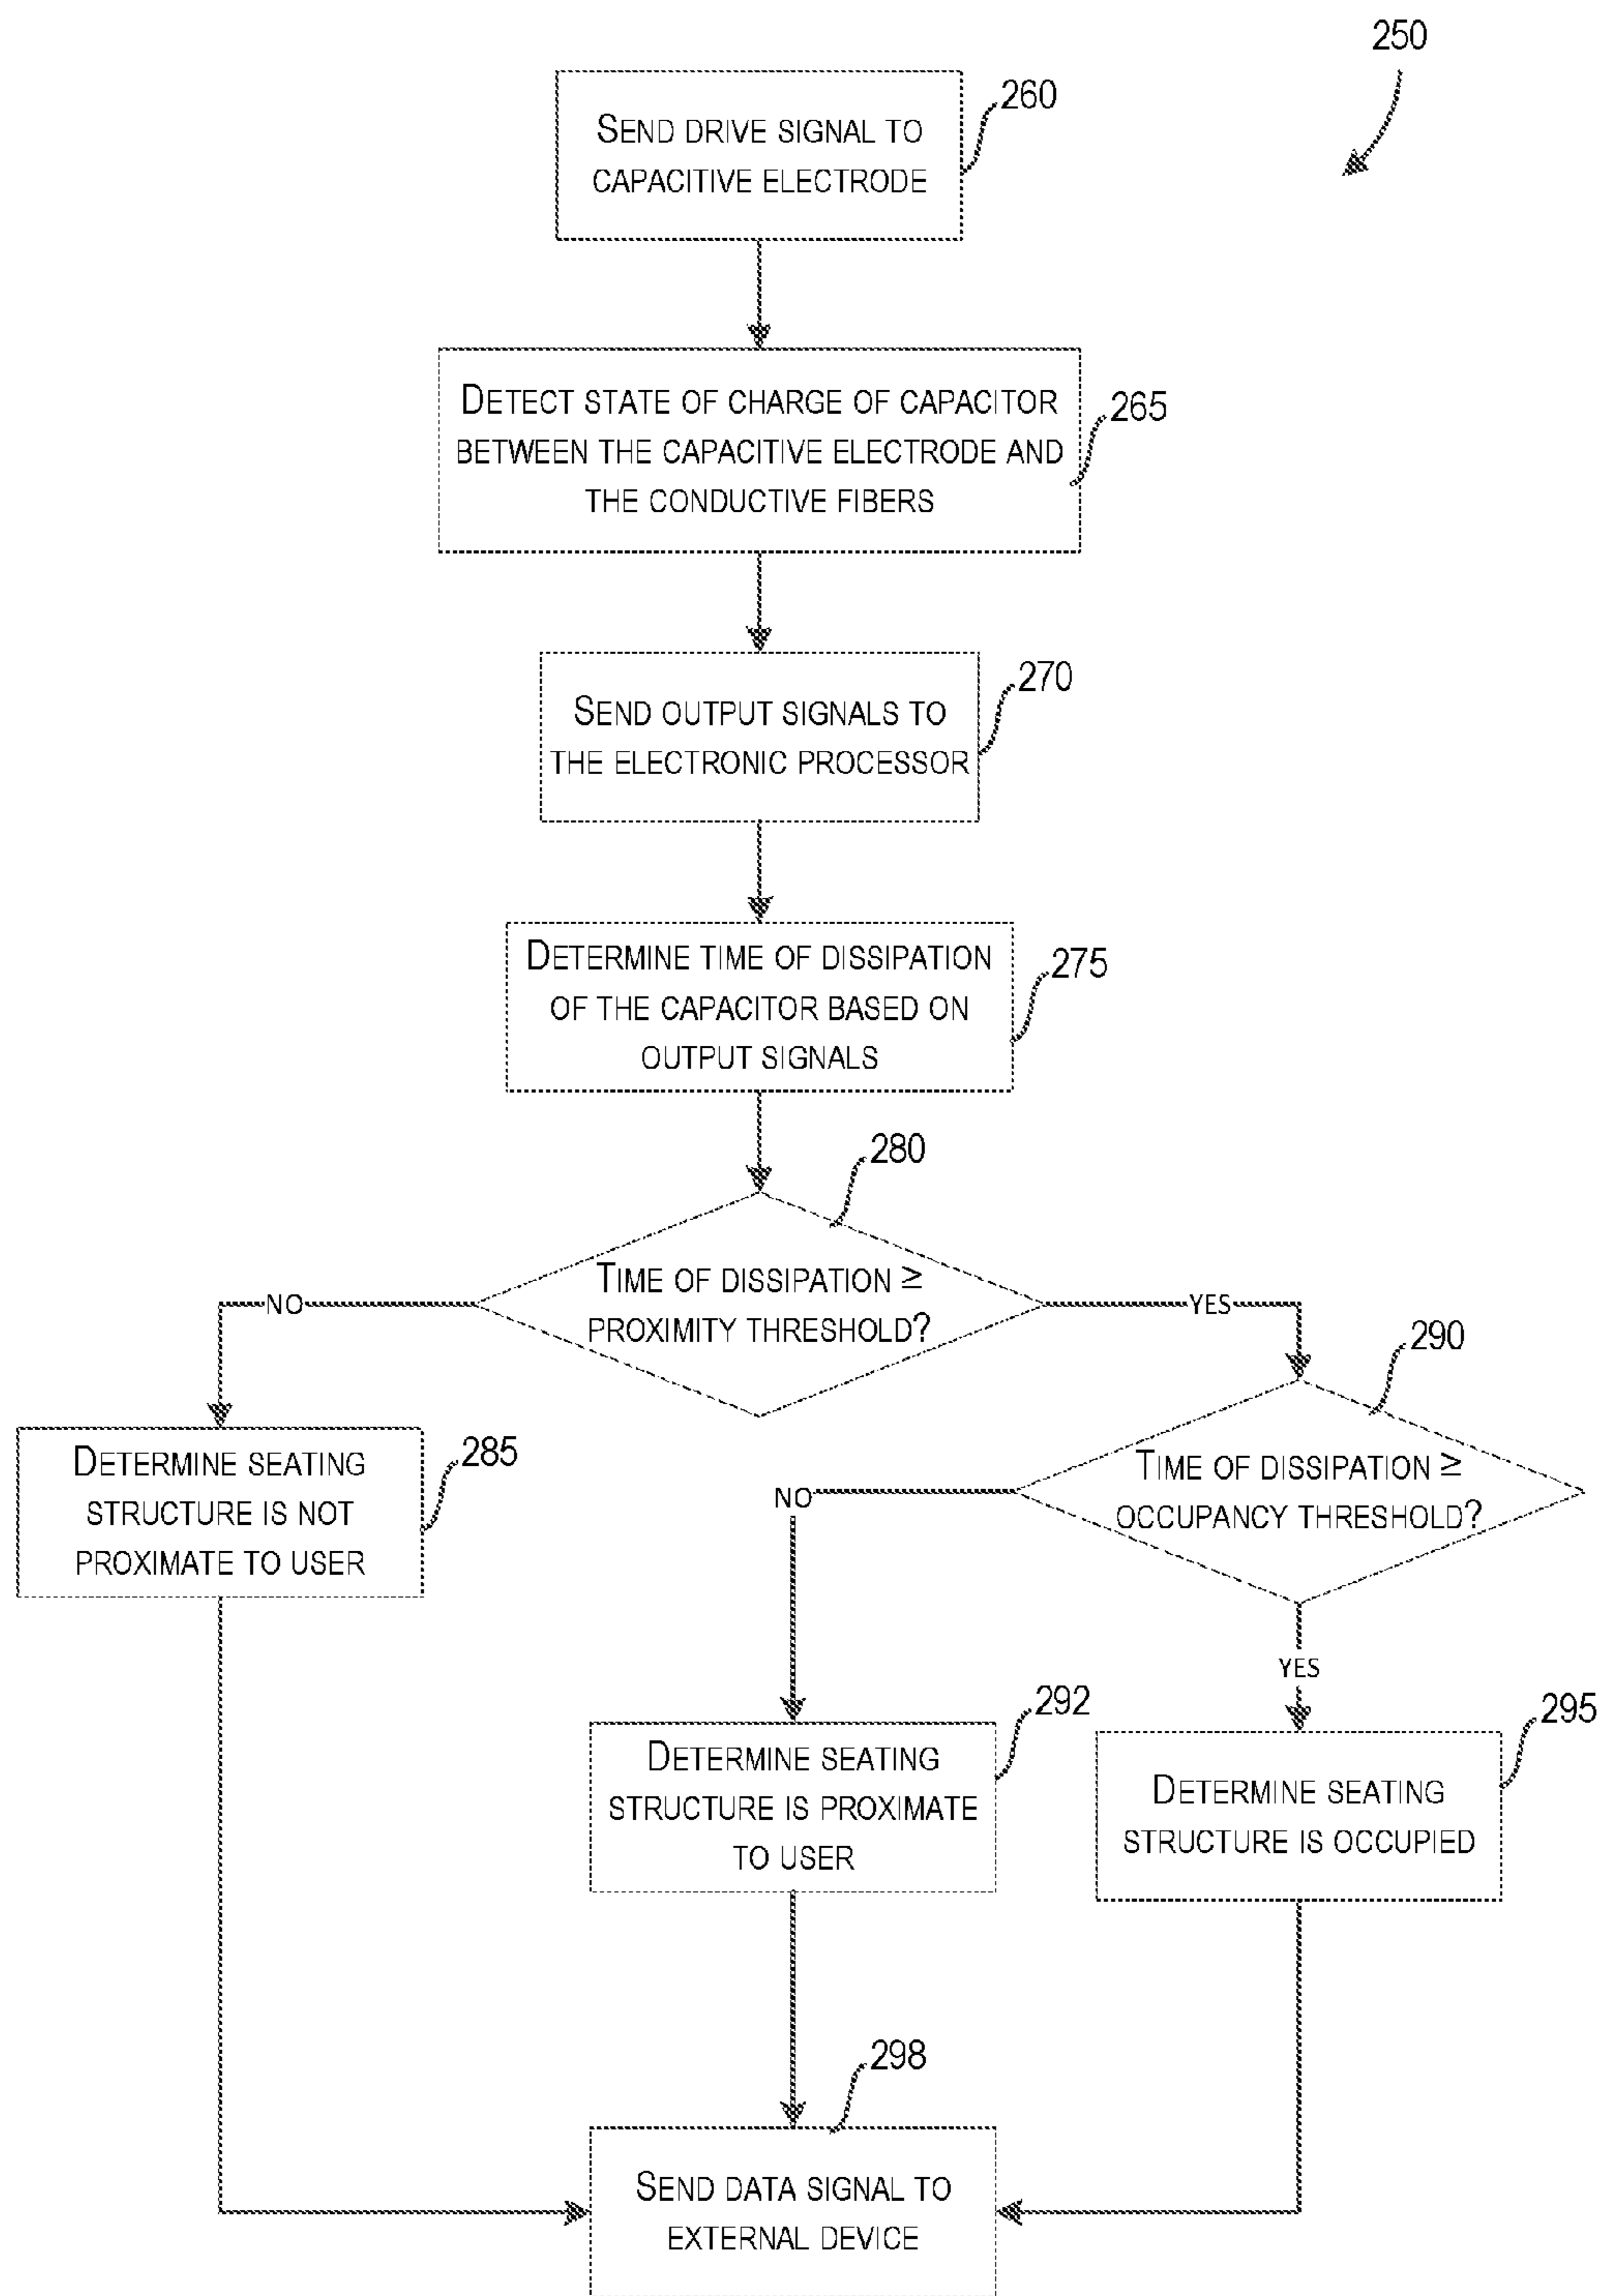 250
260
SEND DRIVE SIGNAL TO
CAPACITIVE ELECTRODE
265
DETECT STATE OF CHARGE OF CAPACITOR
BETWEEN THE CAPACITIVE ELECTRODE AND
THE CONDUCTIVE FIBERS
270
SEND OUTPUT SIGNALS TO
THE ELECTRONIC PROCESSOR
275
DETERMINE TIME OF DISSIPATION
OF THE CAPACITOR BASED ON
OUTPUT SIGNALS
280
TIME OF DISSIPATION ≥
PROXIMITY THRESHOLD?
NO
YES
285
DETERMINE SEATING
STRUCTURE IS NOT
PROXIMATE TO USER
290
TIME OF DISSIPATION ≥
OCCUPANCY THRESHOLD?
NO
YES
292
DETERMINE SEATING
STRUCTURE IS PROXIMATE
TO USER
295
DETERMINE SEATING
STRUCTURE IS OCCUPIED
298
SEND DATA SIGNAL TO
EXTERNAL DEVICE